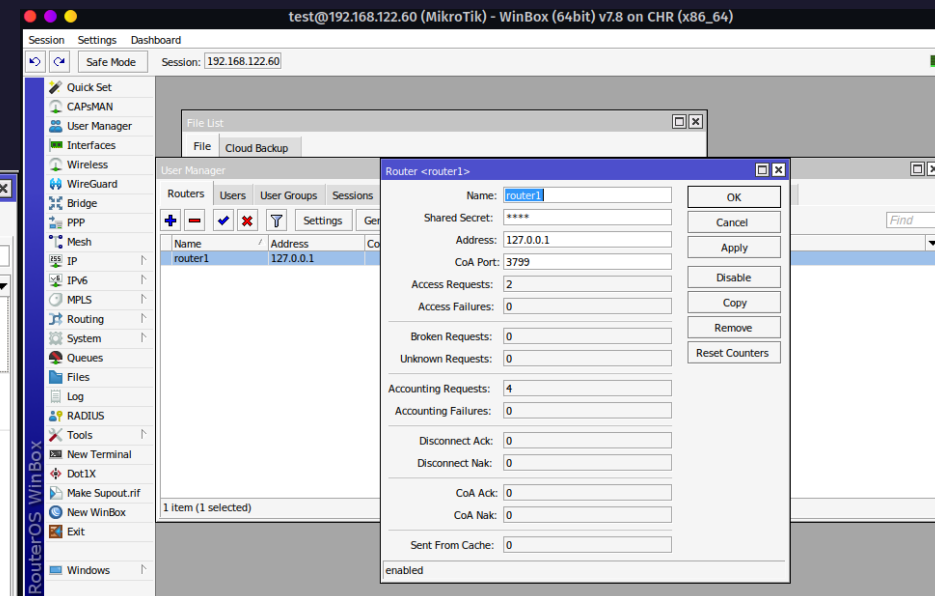 test@192.168.122.60 (MikroTik) - WinBox (64bit) v7.8 on CHR (x86_64)
Session Settings Dashboard
Safe Mode Session: 192.168.122.60
Quick Set
CAPsMAN
User Manager
Interfaces
Wireless
WireGuard
Bridge
PPP
Mesh
IP
IPv6
MPLS
Routing
System
Queues
Files
Log
RADIUS
Tools
New Terminal
Dot1X
Make Supout.rif
New WinBox
Exit
Windows
RouterOS WinBox
File List
File Cloud Backup
User Manager
Routers Users User Groups Sessions
Settings Ger
Find
Name / Address Co
router1 127.0.0.1
1 item (1 selected)
Router <router1>
Name: router1
Shared Secret: ****
Address: 127.0.0.1
CoA Port: 3799
Access Requests: 2
Access Failures: 0
Broken Requests: 0
Unknown Requests: 0
Accounting Requests: 4
Accounting Failures: 0
Disconnect Ack: 0
Disconnect Nak: 0
CoA Ack: 0
CoA Nak: 0
Sent From Cache: 0
enabled
OK
Cancel
Apply
Disable
Copy
Remove
Reset Counters